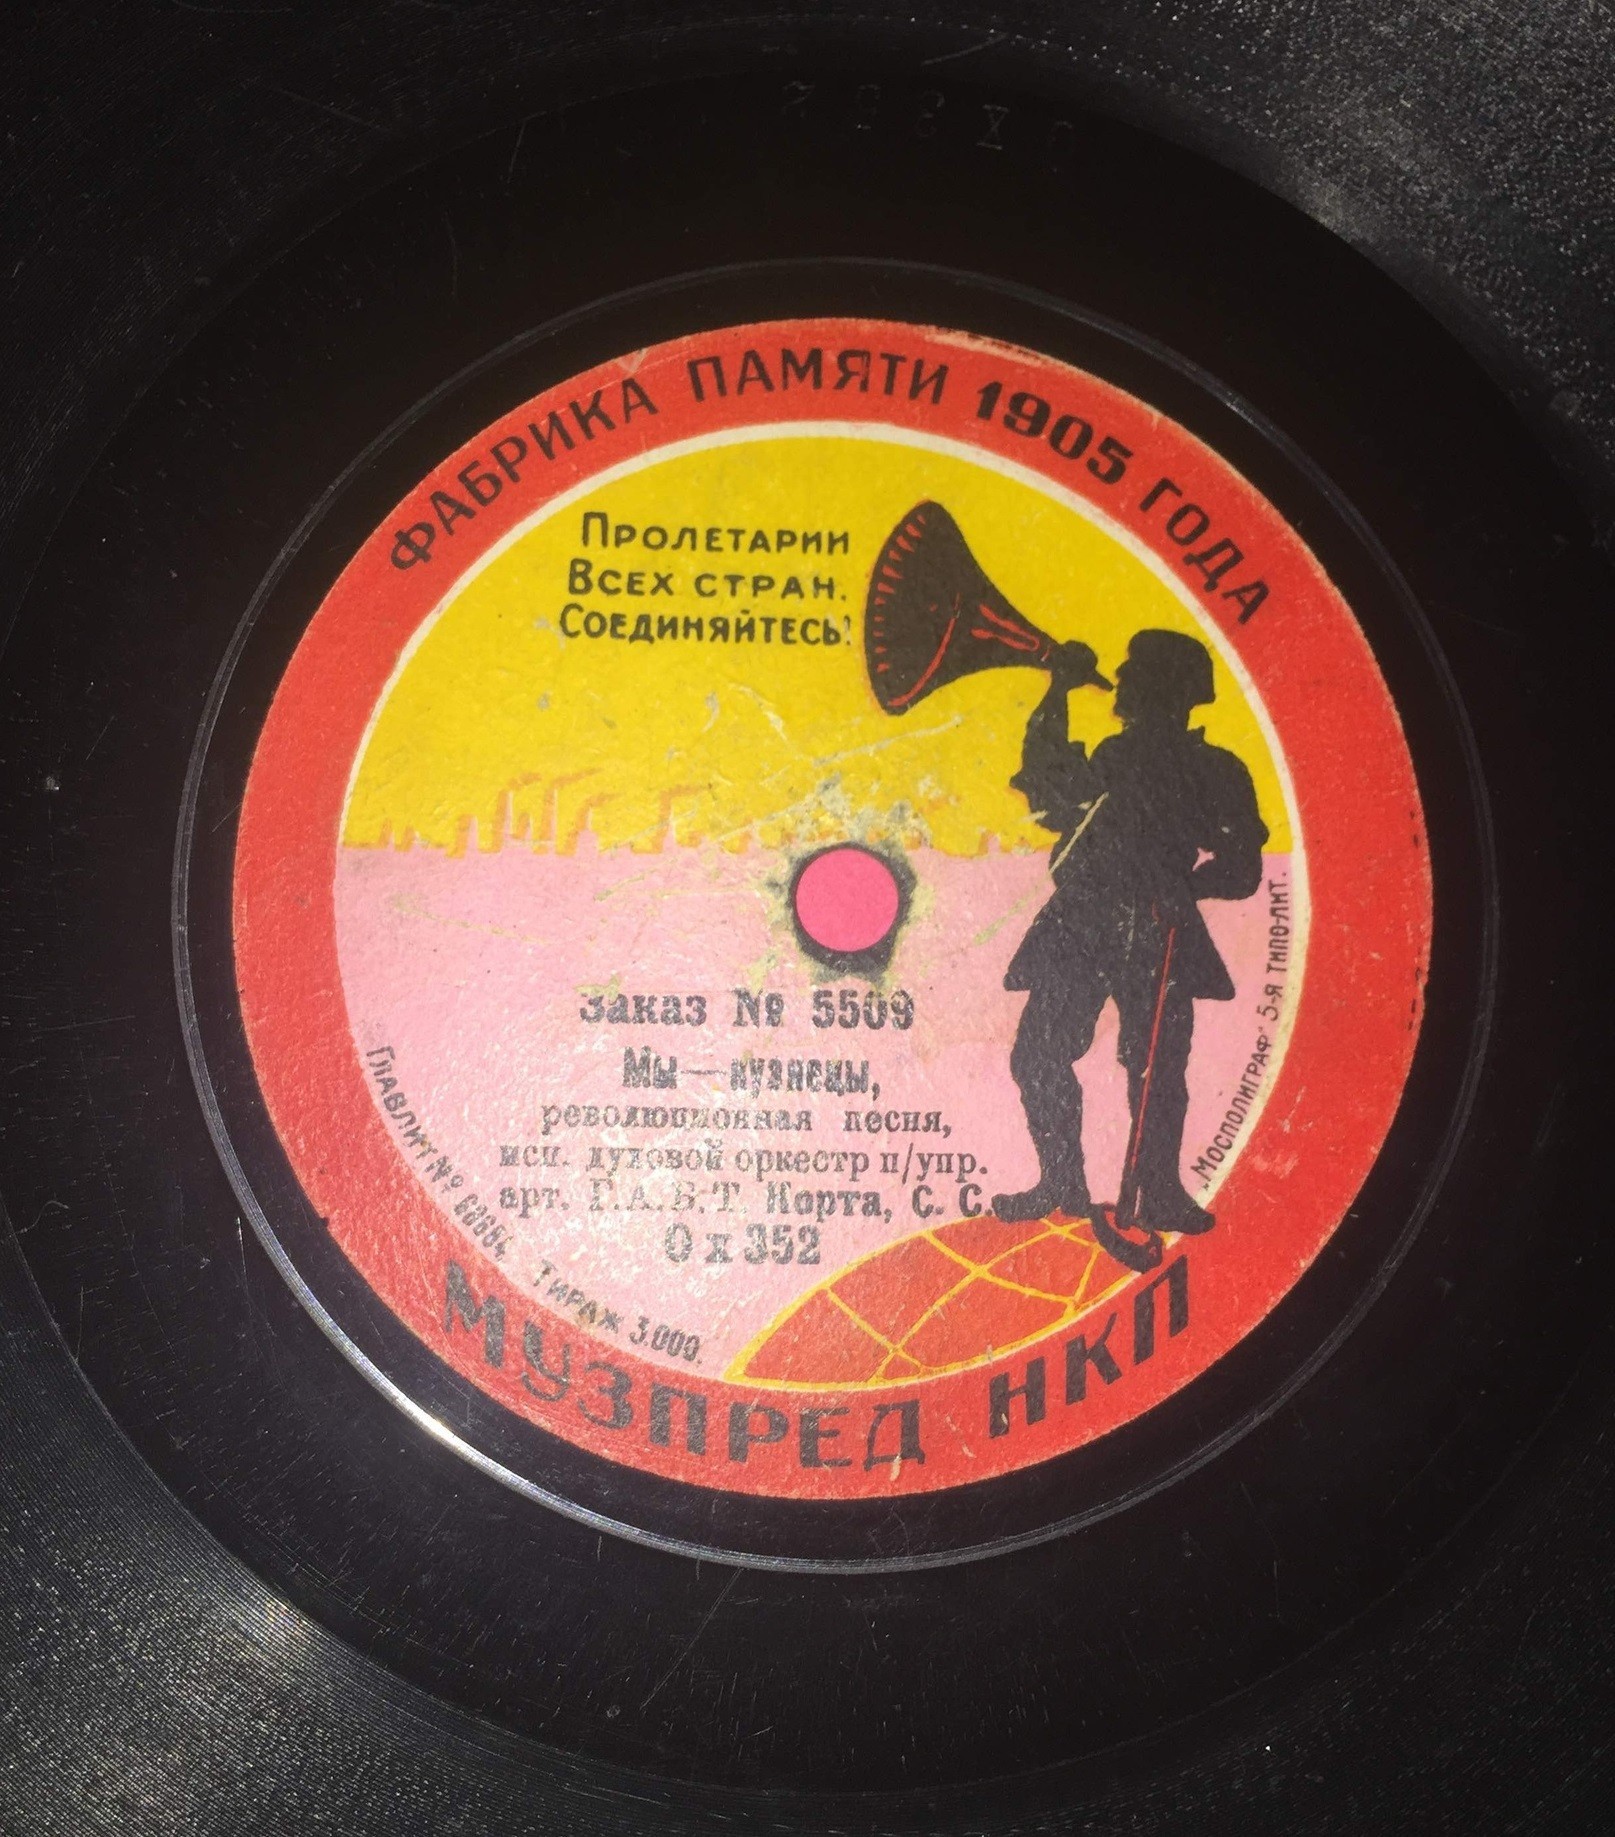 ФАБРИКА ПАМЯТИ 1905 ГОДА
ПРОЛЕТАРИИ
ВСЕХ СТРАН.
СОЕДИНЯЙТЕСЬ!
Заказ № 5509
Мы—кузнецы,
революционная песня,
исп. духовой оркестр п/упр.
арт. Г.А.Б.Т. Корта, С. С.
О х 352
ГЛАВЛИТ № 68664. ТИРАЖ 3.000.
„МОСПОЛИГРАФ" 5-Я ТИПО-ЛИТ.
МУЗПРЕД НКП